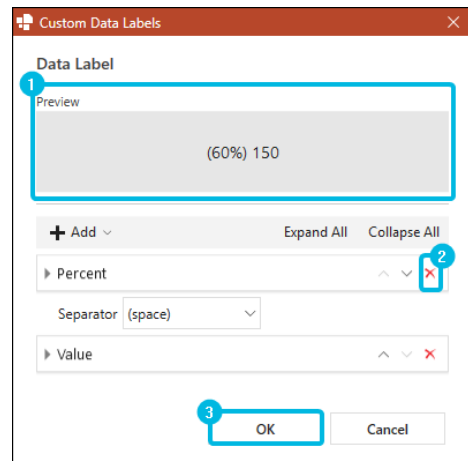 Custom Data Labels
Data Label
1
Preview
(60%) 150
Add Expand All Collapse All
2
Percent
Separator (space)
Value
3
OK Cancel